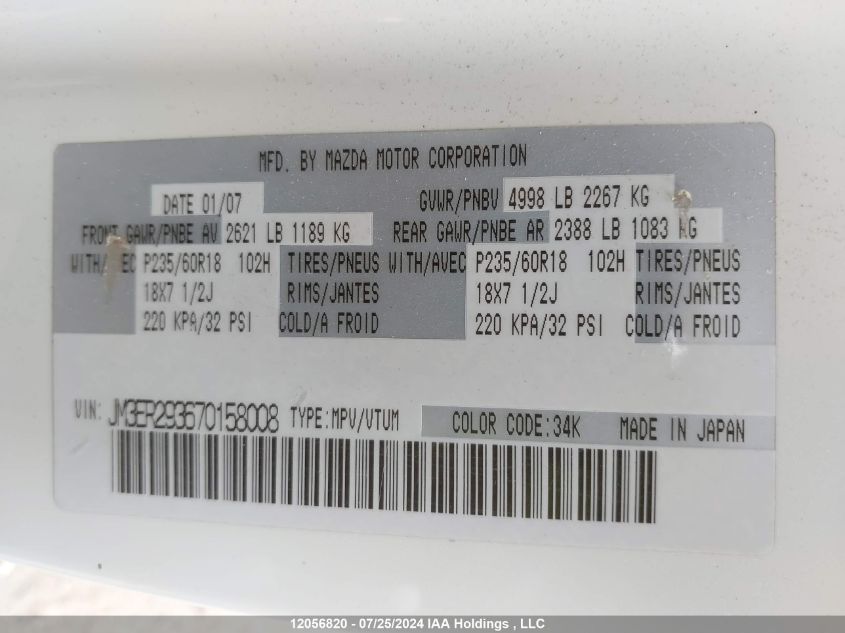 MFD. BY MAZDA MOTOR CORPORATION
DATE 01/07 GVWR/PNBV 4998 LB 2267 KG
FRONT GAWR/PNBE AV 2621 LB 1189 KG REAR GAWR/PNBE AR 2388 LB 1083 KG
WITH/AVEC P235/60R18 102H TIRES/PNEUS WITH/AVEC P235/60R18 102H TIRES/PNEUS
18X7 1/2J RIMS/JANTES 18X7 1/2J RIMS/JANTES
220 KPA/32 PSI COLD/A FROID 220 KPA/32 PSI COLD/A FROID
VIN: JM3ER293670158008 TYPE:MPV/VTUM COLOR CODE:34K MADE IN JAPAN
12056820 - 07/25/2024 IAA Holdings , LLC